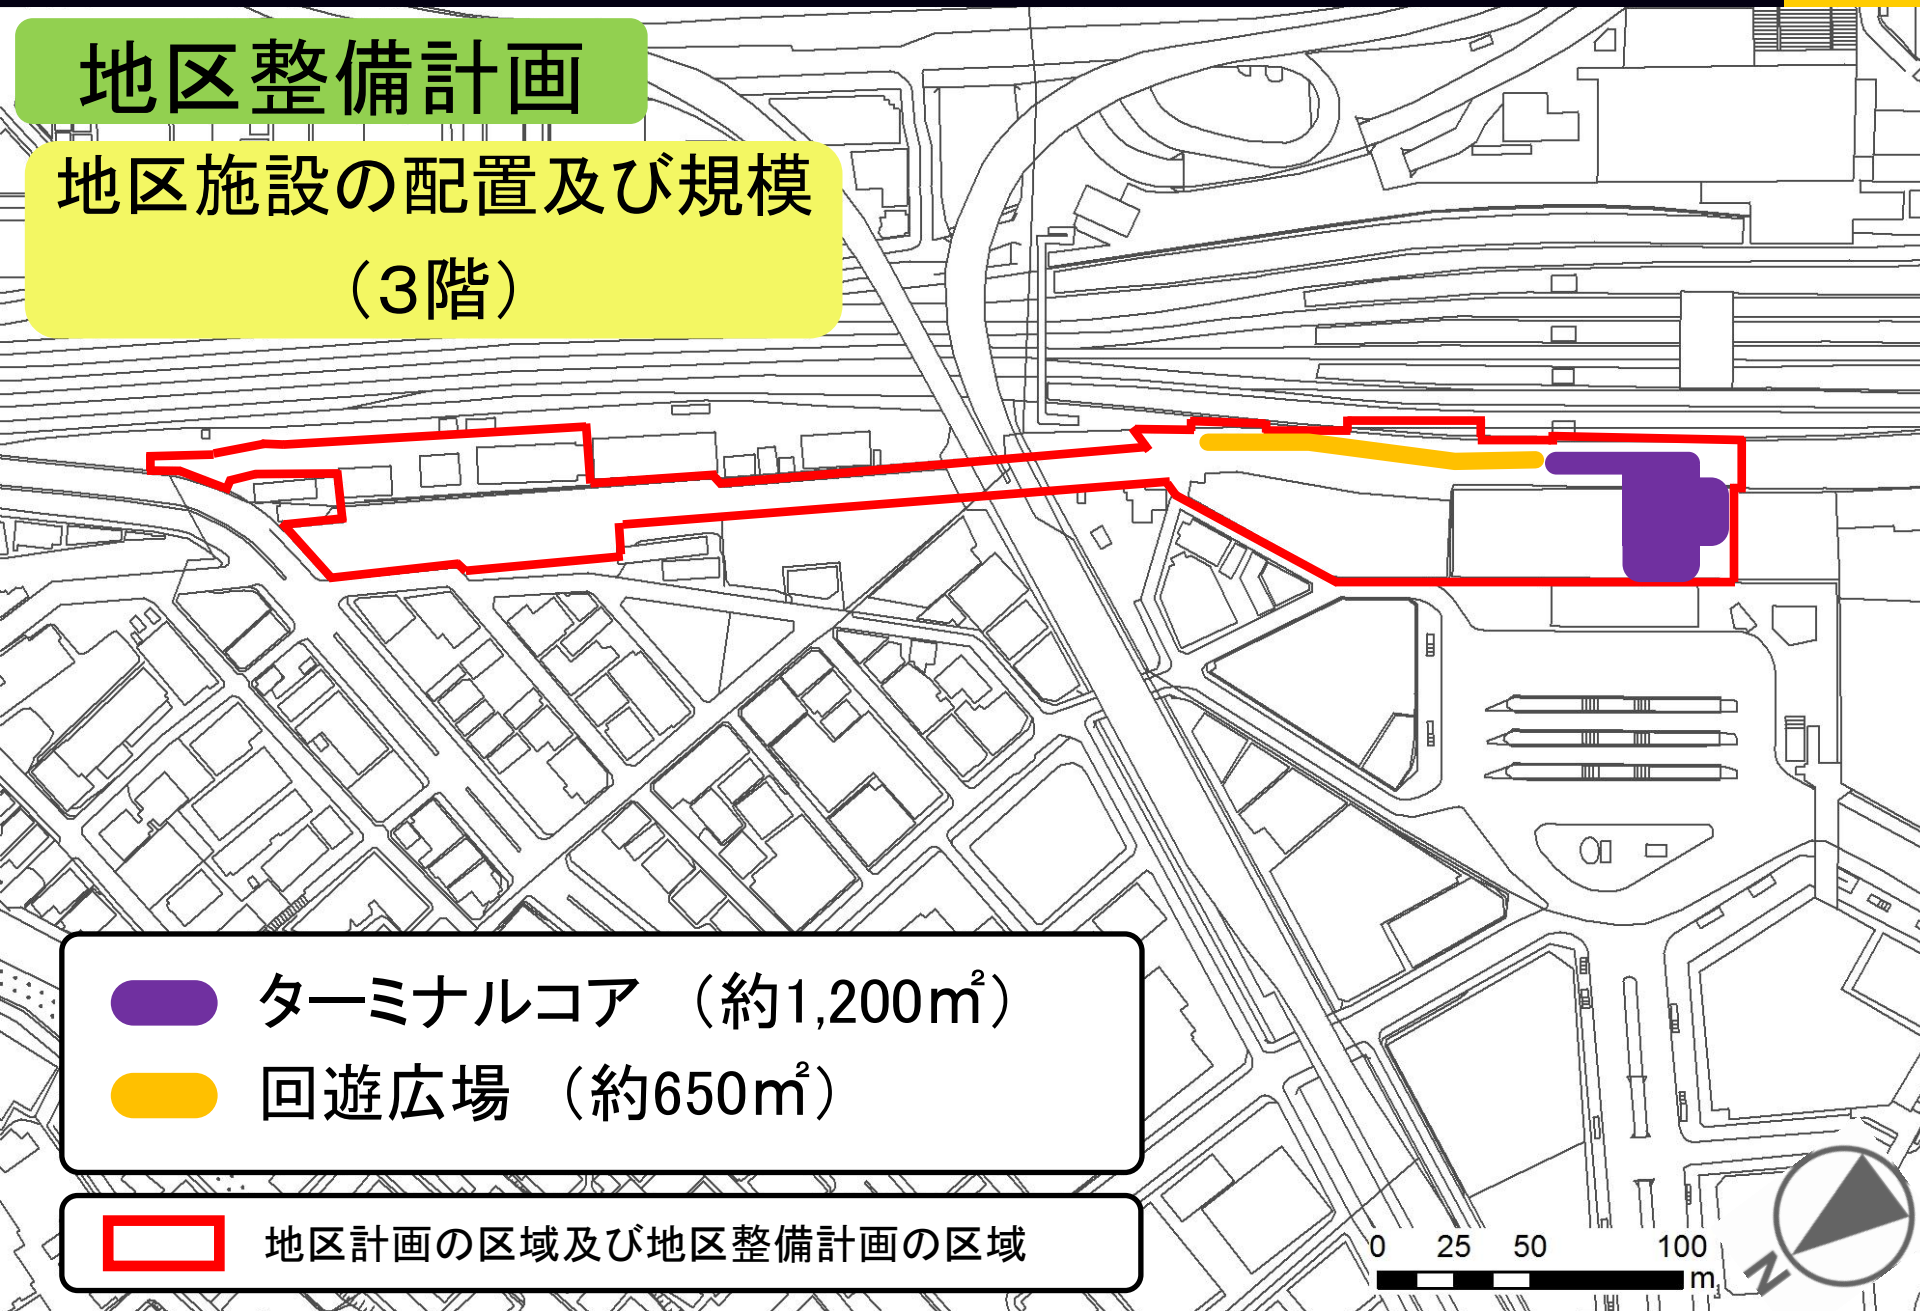 地区整備計画
地区施設の配置及び規模
（3階）
ターミナルコア （約1,200㎡）
回遊広場 （約650㎡）
地区計画の区域及び地区整備計画の区域
0 25 50 100
m
N